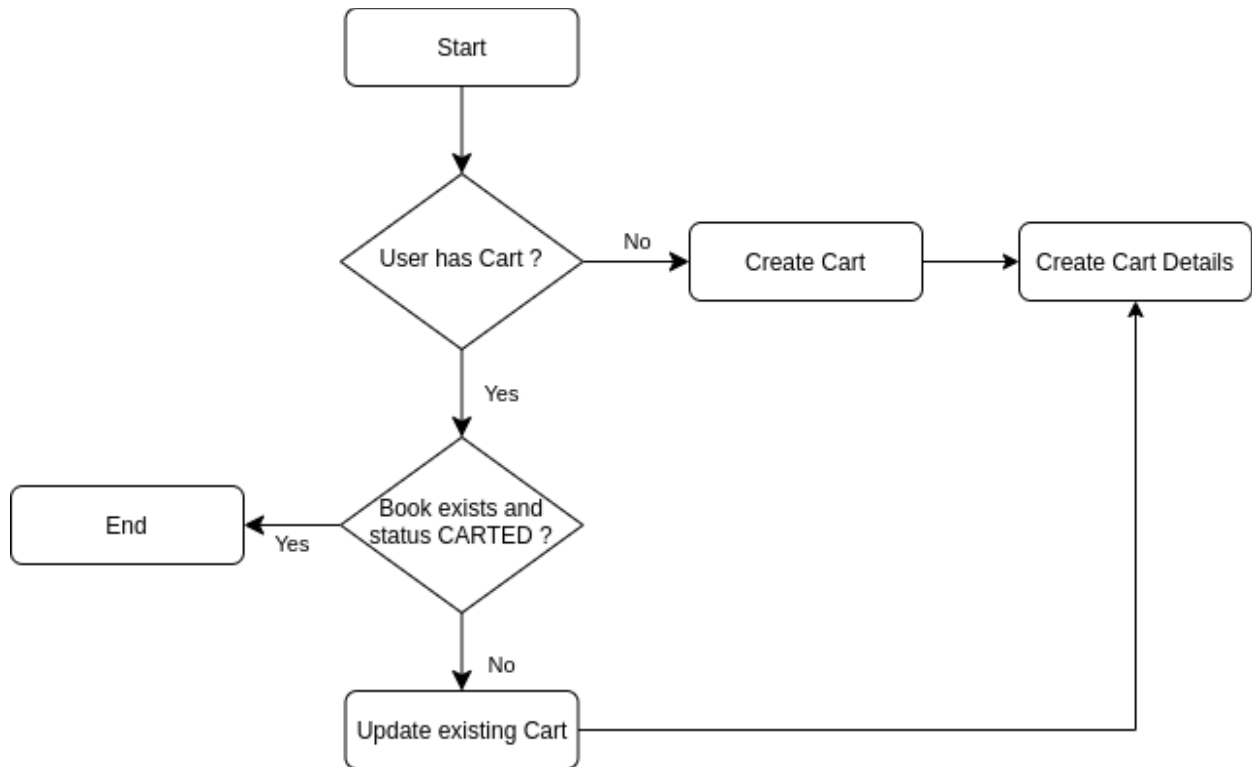 Start
User has Cart ?
No
Create Cart
Create Cart Details
Yes
Book exists and
status CARTED ?
End
Yes
No
Update existing Cart